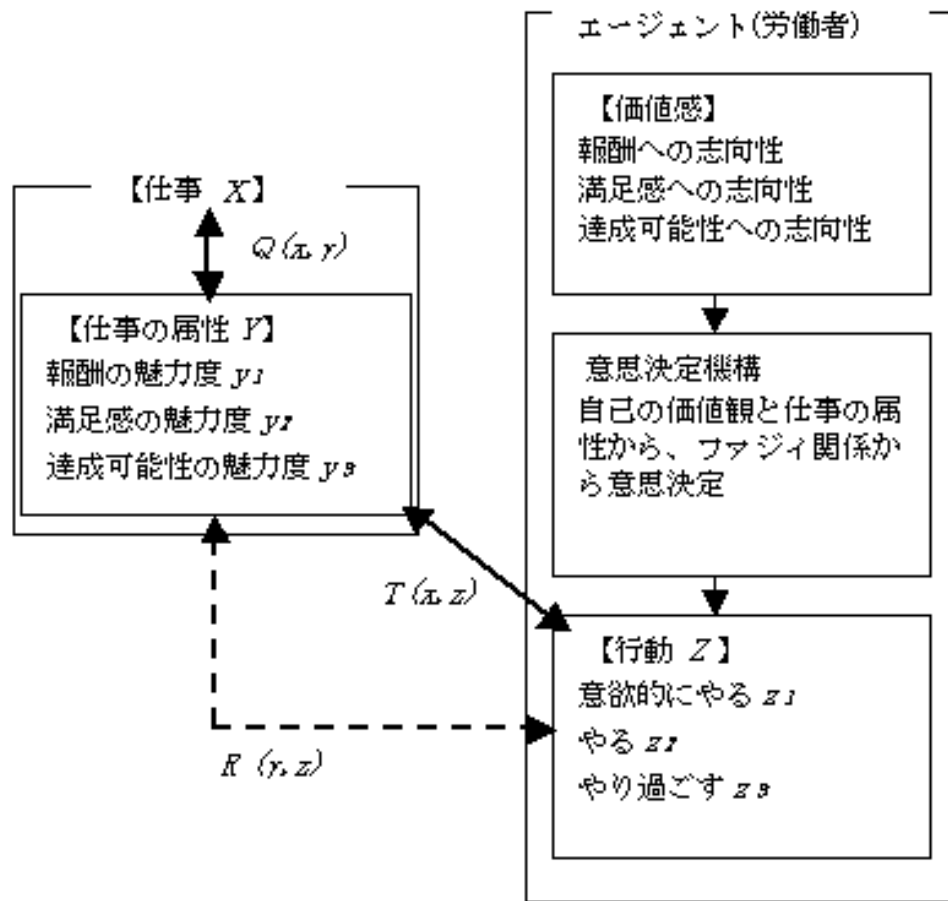 エージェント(労働者)
【価値感】
報酬への志向性
満足感への志向性
達成可能性への志向性
【仕事 X】
Q(x, y)
【仕事の属性 Y】
報酬の魅力度 y1
満足感の魅力度 y2
達成可能性の魅力度 y3
意思決定機構
自己の価値観と仕事の属
性から、ファジィ関係か
ら意思決定
T(x, z)
【行動 Z】
意欲的にやる z1
やる z2
やり過ごす z3
R (y, z)